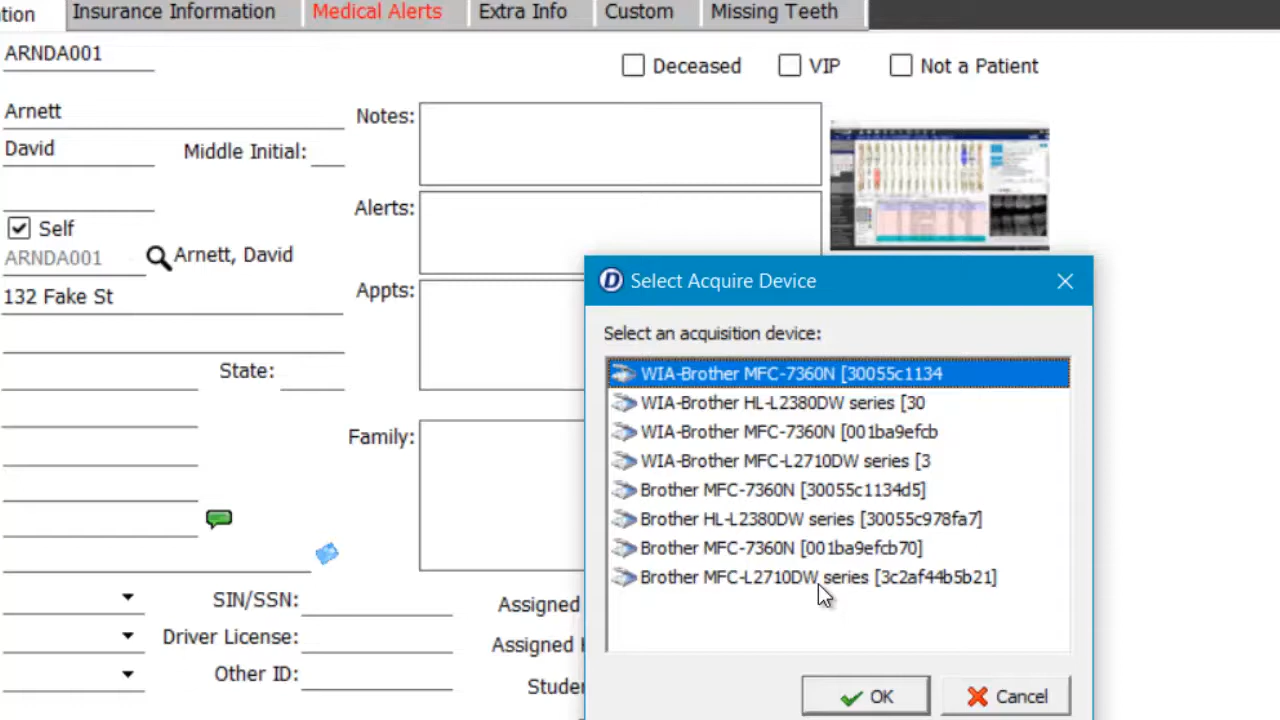 tion Insurance Information Medical Alerts Extra Info Custom Missing Teeth
ARNDA001
Deceased VIP Not a Patient
Arnett
Notes:
David
Middle Initial:
Alerts:
Self
ARNDA001
Arnett, David
132 Fake St
Appts:
State:
Family:
SIN/SSN:
Assigned
Driver License:
Assigned
Other ID:
Studen
D Select Acquire Device
Select an acquisition device:
WIA-Brother MFC-7360N [30055c1134
WIA-Brother HL-L2380DW series [30
WIA-Brother MFC-7360N [001ba9efcb
WIA-Brother MFC-L2710DW series [3
Brother MFC-7360N [30055c1134d5]
Brother HL-L2380DW series [30055c978fa7]
Brother MFC-7360N [001ba9efcb70]
Brother MFC-L2710DW series [3c2af44b5b21]
OK Cancel